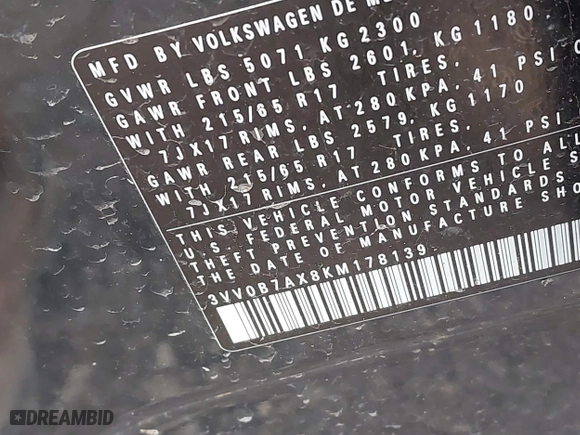 MFD BY VOLKSWAGEN DE
GVWR LBS 5071 KG 2300
GAWR FRONT LBS 2601, KG 1180
WITH 215/65 R17 TIRES,
7JX17 RIMS, AT 280 KPA, 41 PSI
GAWR REAR LBS 2579, KG 1170
WITH 215/65 R17 TIRES,
7JX17 RIMS, AT 280 KPA, 41 PSI
THIS VEHICLE CONFORMS TO ALL
U.S. FEDERAL MOTOR VEHICLE S
THEFT PREVENTION STANDARDS
THE DATE OF MANUFACTURE SHO
3VV0B7AX8KM178139
DREAMBID